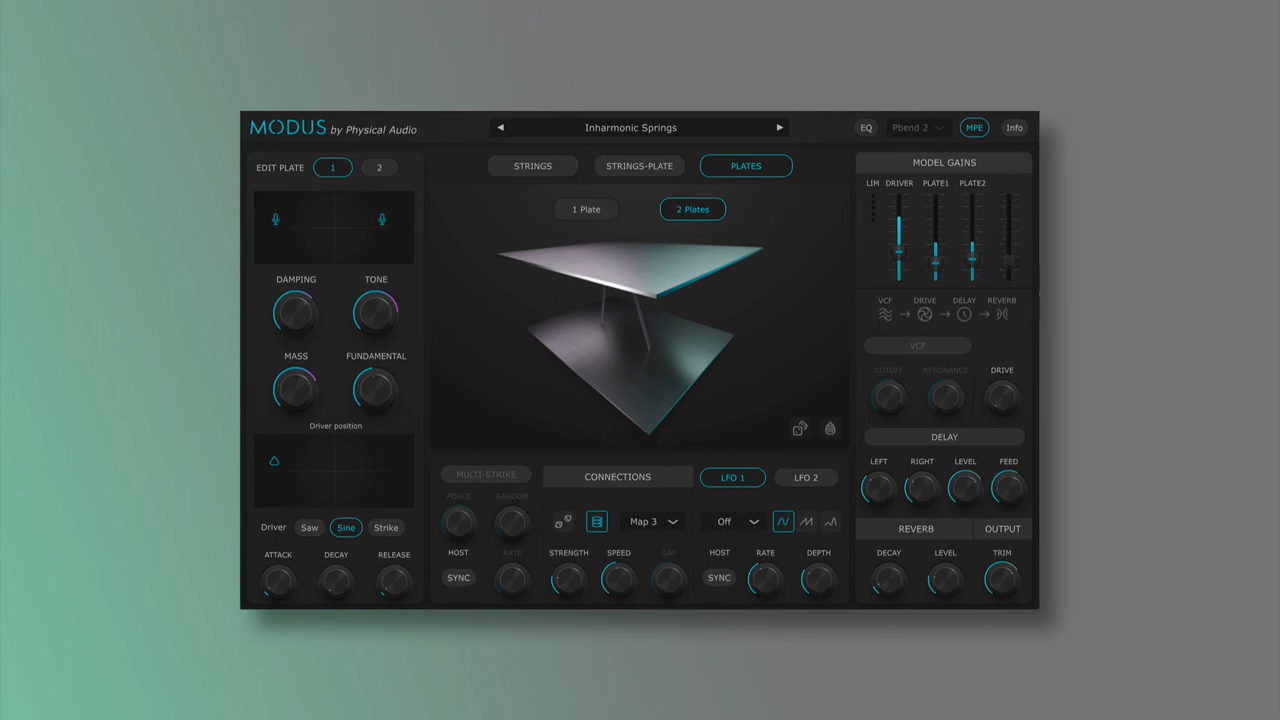 MODUS by Physical Audio
Inharmonic Springs
EQ
Pbend 2
MPE
Info
EDIT PLATE
1
2
DAMPING
TONE
MASS
FUNDAMENTAL
Driver position
Driver
Saw
Sine
Strike
ATTACK
DECAY
RELEASE
STRINGS
STRINGS-PLATE
PLATES
1 Plate
2 Plates
MULTI-STRIKE
FORCE
RANDOM
HOST
RATE
SYNC
CONNECTIONS
Map 3
STRENGTH
SPEED
GAP
LFO 1
LFO 2
Off
HOST
RATE
DEPTH
SYNC
MODEL GAINS
LIM
DRIVER
PLATE1
PLATE2
VCF
DRIVE
DELAY
REVERB
VCF
CUTOFF
RESONANCE
DRIVE
DELAY
LEFT
RIGHT
LEVEL
FEED
REVERB
OUTPUT
DECAY
LEVEL
TRIM